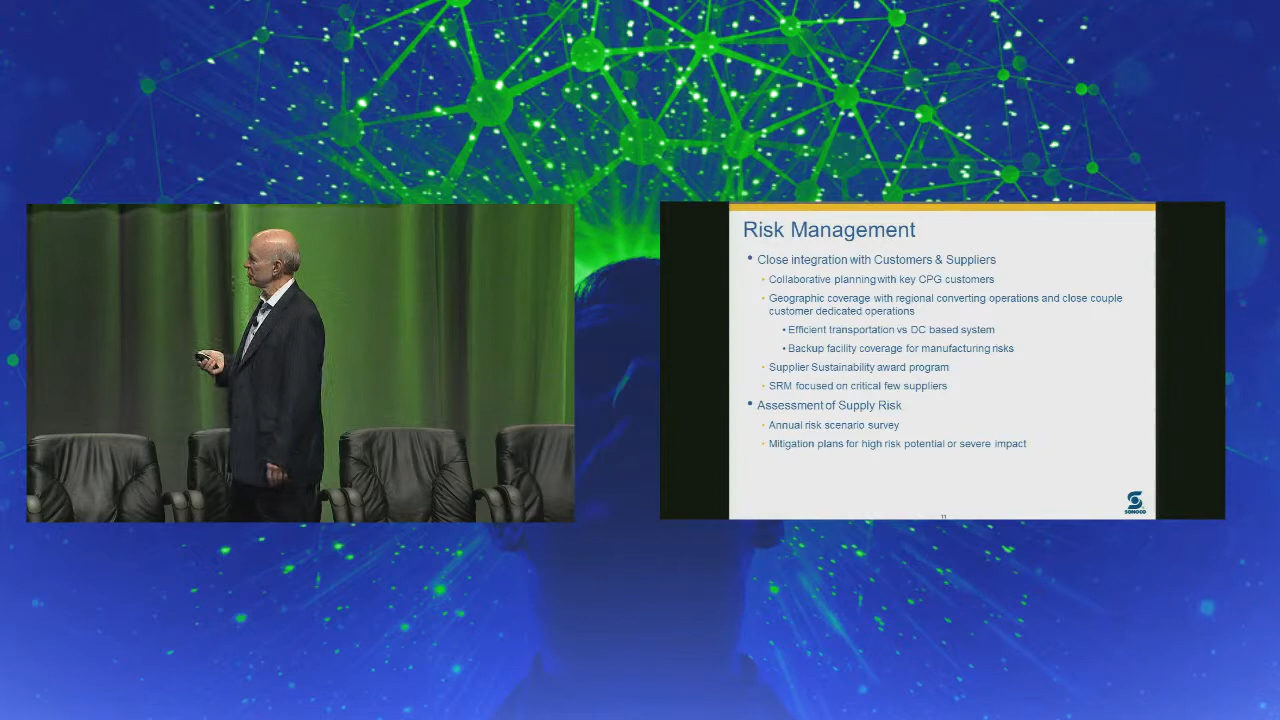 Risk Management
• Close integration with Customers & Suppliers
• Collaborative planning with key CPG customers
• Geographic coverage with regional converting operations and close couple
customer dedicated operations
• Efficient transportation vs DC based system
• Backup facility coverage for manufacturing risks
• Supplier Sustainability award program
• SRM focused on critical few suppliers
• Assessment of Supply Risk
• Annual risk scenario survey
• Mitigation plans for high risk potential or severe impact
SONOCO
11